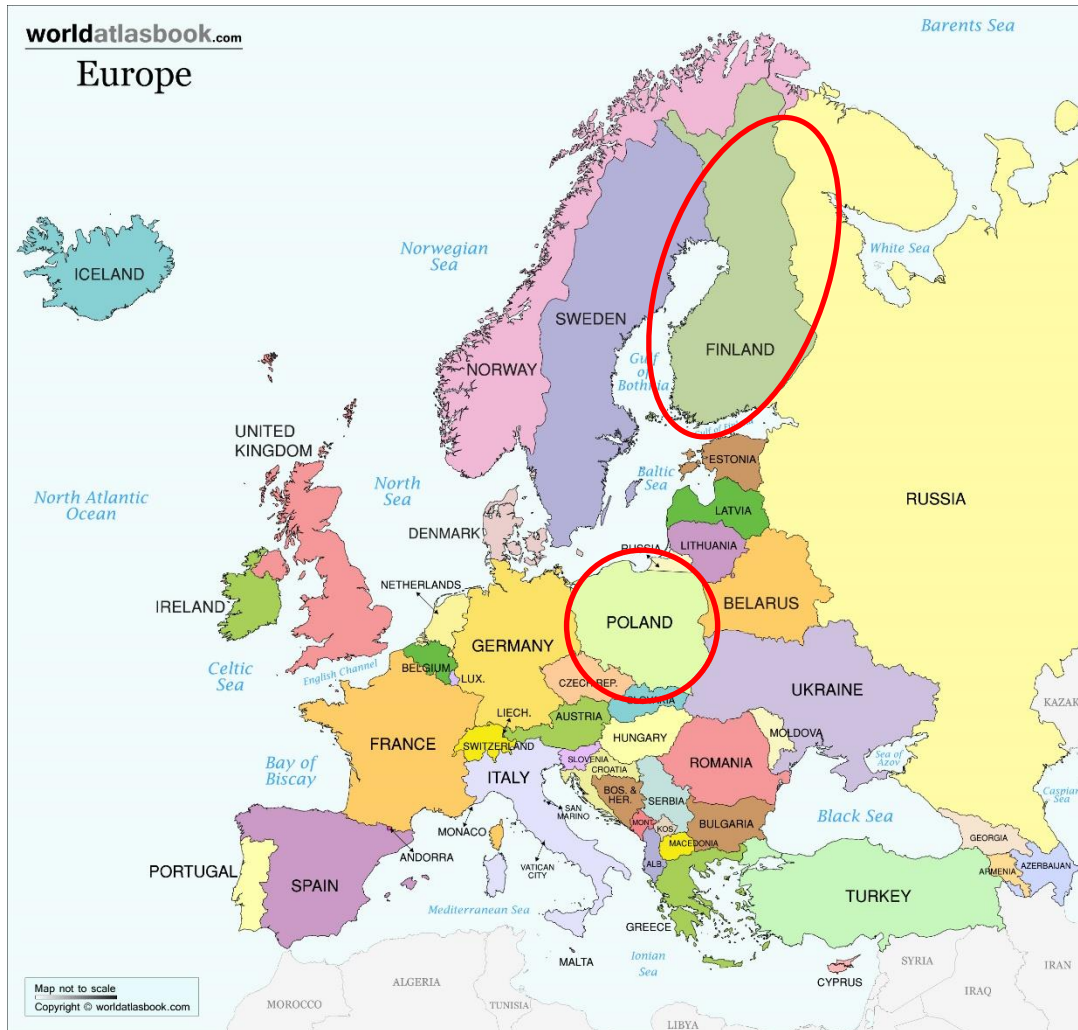 worldatlasbook.com
Europe
Barents Sea
ICELAND
Norwegian
Sea
White Sea
SWEDEN
FINLAND
NORWAY
Gulf
of
Bothnia
Gulf of Finland
UNITED
KINGDOM
ESTONIA
North Atlantic
Ocean
North
Sea
Baltic
Sea
RUSSIA
LATVIA
DENMARK
RUSSIA
LITHUANIA
NETHERLANDS
IRELAND
BELARUS
POLAND
GERMANY
Celtic
Sea
English Channel
BELGIUM
LUX.
CZECH REP.
SLOVAKIA
UKRAINE
KAZAK
LIECH.
AUSTRIA
FRANCE
SWITZERLAND
HUNGARY
MOLDOVA
Bay of
Biscay
SLOVENIA
CROATIA
ROMANIA
Sea of
Azov
ITALY
BOS. &
HER.
SERBIA
Caspian
Sea
MONACO
SAN
MARINO
MONT.
KOS.
BULGARIA
Black Sea
GEORGIA
ANDORRA
VATICAN
CITY
ALB.
MACEDONIA
ARMENIA
AZERBAIJAN
PORTUGAL
SPAIN
TURKEY
Mediterranean Sea
GREECE
MALTA
Ionian
Sea
CYPRUS
SYRIA
IRAN
IRAQ
ALGERIA
MOROCCO
TUNISIA
LIBYA
Map not to scale
Copyright © worldatlasbook.com